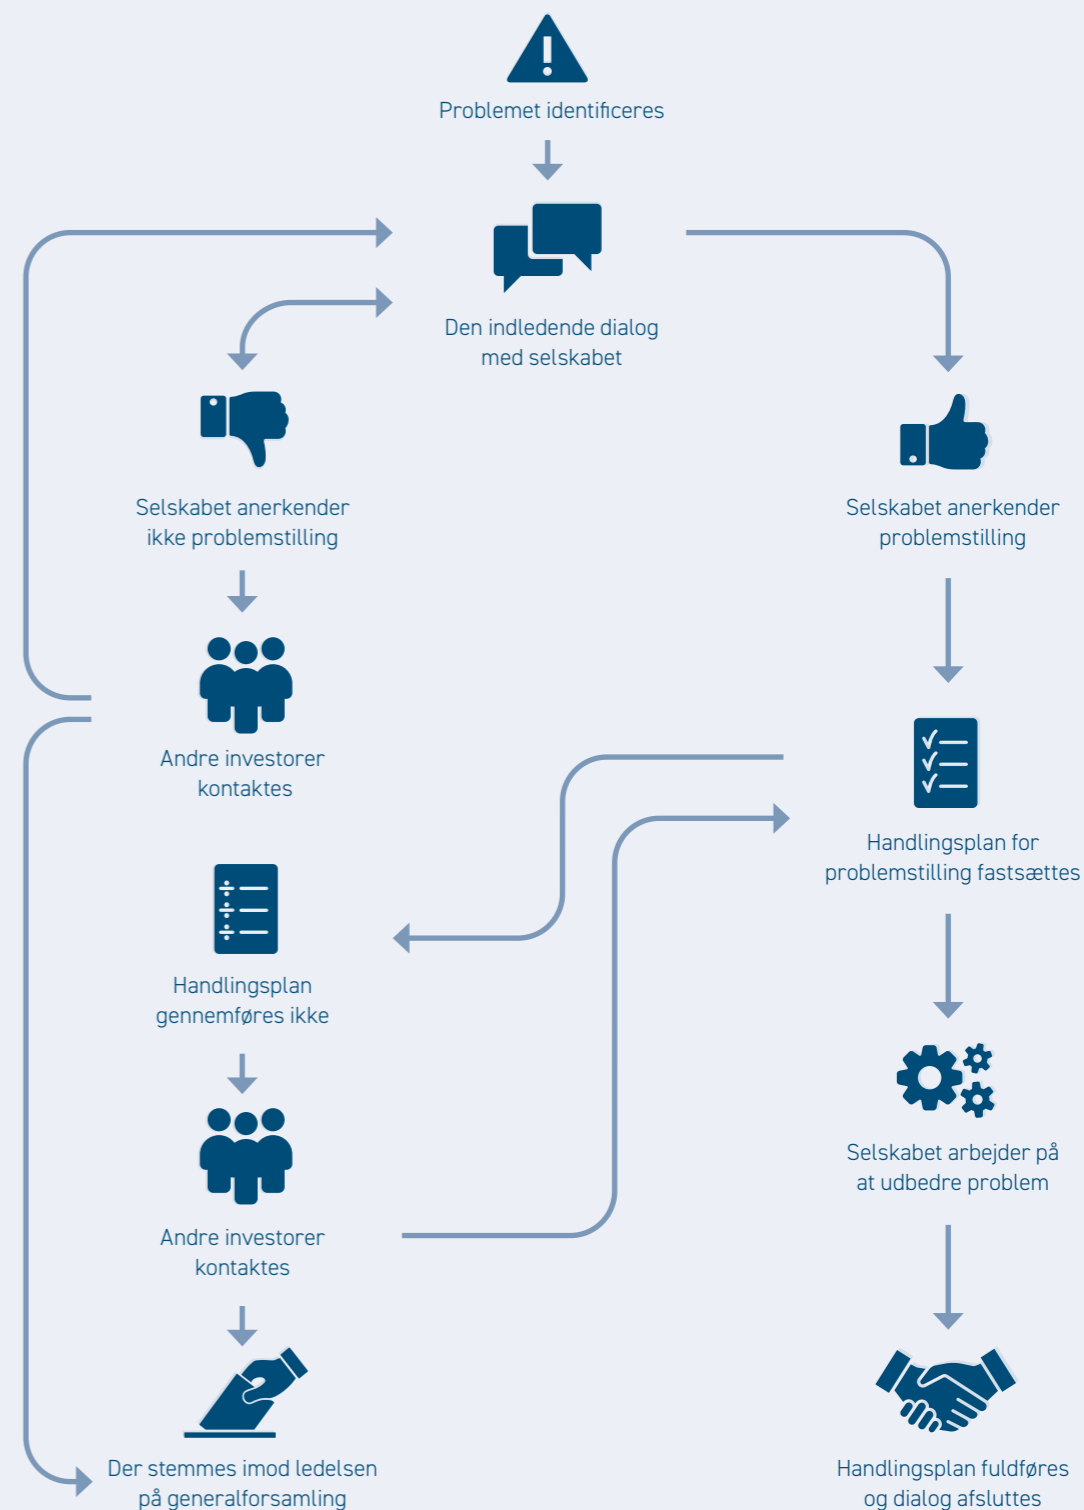 Problemet identificeres
Den indledende dialog
med selskabet
Selskabet anerkender
ikke problemstilling
Selskabet anerkender
problemstilling
Andre investorer
kontaktes
Handlingsplan for
problemstilling fastsættes
Handlingsplan
gennemføres ikke
Selskabet arbejder på
at udbedre problem
Andre investorer
kontaktes
Der stemmes imod ledelsen
på generalforsamling
Handlingsplan fuldføres
og dialog afsluttes